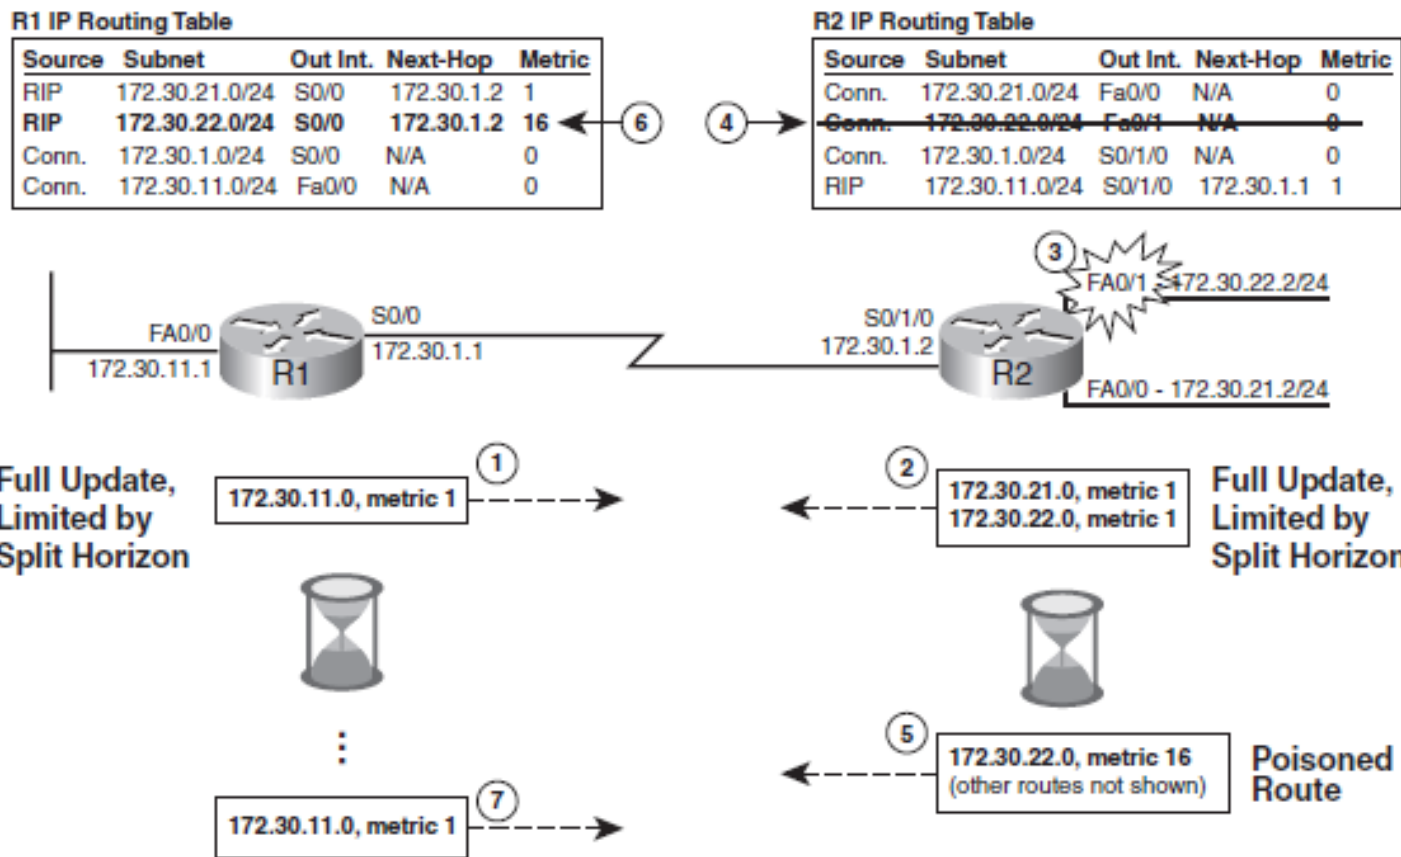 R1 IP Routing Table
Source Subnet Out Int. Next-Hop Metric
RIP 172.30.21.0/24 S0/0 172.30.1.2 1
RIP 172.30.22.0/24 S0/0 172.30.1.2 16
Conn. 172.30.1.0/24 S0/0 N/A 0
Conn. 172.30.11.0/24 Fa0/0 N/A 0
6
4
R2 IP Routing Table
Source Subnet Out Int. Next-Hop Metric
Conn. 172.30.21.0/24 Fa0/0 N/A 0
Conn. 172.30.22.0/24 Fa0/1 N/A 0
Conn. 172.30.1.0/24 S0/1/0 N/A 0
RIP 172.30.11.0/24 S0/1/0 172.30.1.1 1
3
FA0/1 - 172.30.22.2/24
FA0/0
172.30.11.1
R1
S0/0
172.30.1.1
S0/1/0
172.30.1.2
R2
FA0/0 - 172.30.21.2/24
Full Update,
Limited by
Split Horizon
1
172.30.11.0, metric 1
2
172.30.21.0, metric 1
172.30.22.0, metric 1
Full Update,
Limited by
Split Horizon
5
172.30.22.0, metric 16
(other routes not shown)
Poisoned
Route
7
172.30.11.0, metric 1